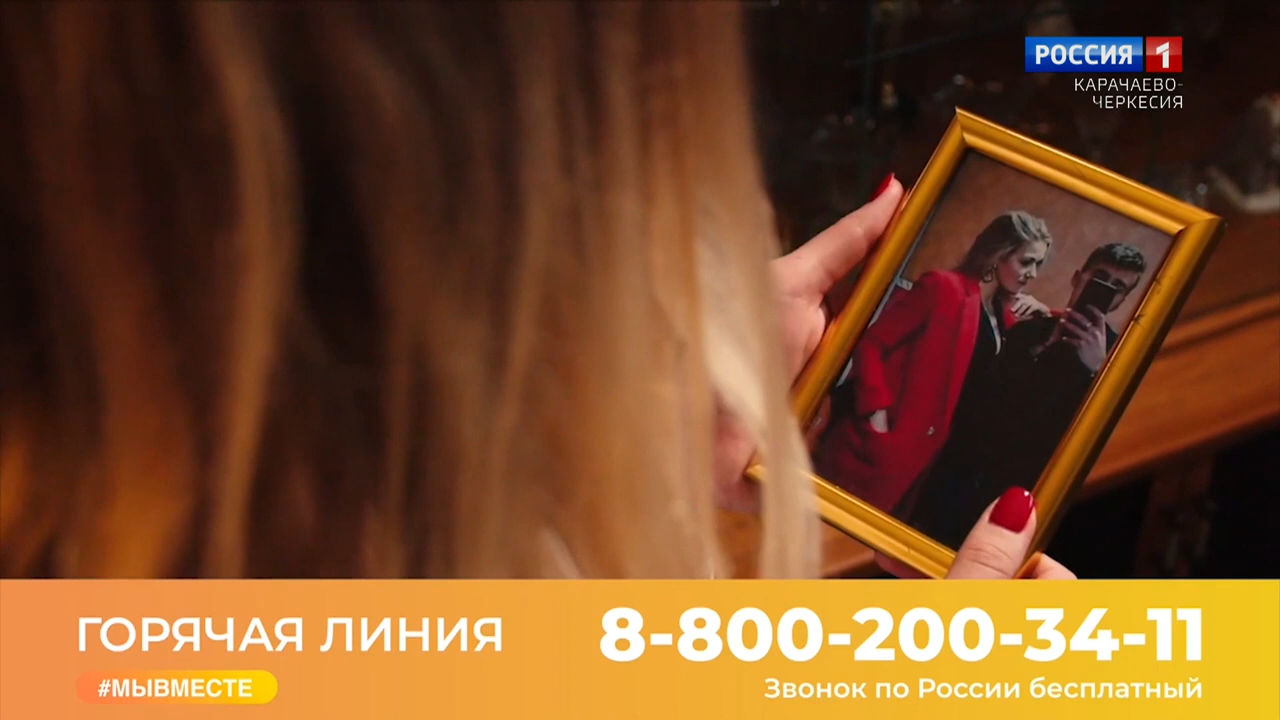 РОССИЯ 1
КАРАЧАЕВО-
ЧЕРКЕСИЯ
ГОРЯЧАЯ ЛИНИЯ
8-800-200-34-11
#МЫВМЕСТЕ
Звонок по России бесплатный